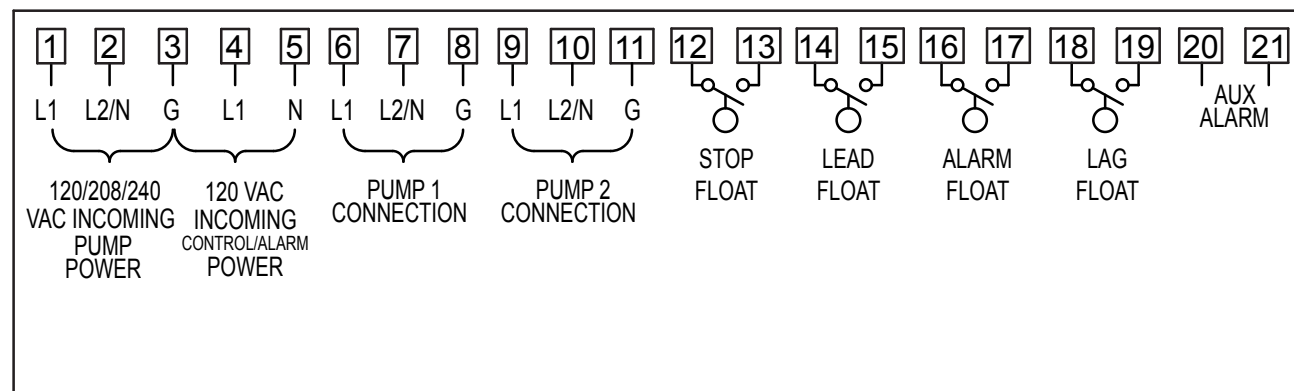 1 2 3 4 5 6 7 8 9 10 11 12 13 14 15 16 17 18 19 20 21
L1 L2/N G L1 N L1 L2/N G L1 L2/N G
120/208/240
VAC INCOMING
PUMP
POWER
120 VAC
INCOMING
CONTROL/ALARM
POWER
PUMP 1
CONNECTION
PUMP 2
CONNECTION
STOP
FLOAT
LEAD
FLOAT
ALARM
FLOAT
LAG
FLOAT
AUX
ALARM